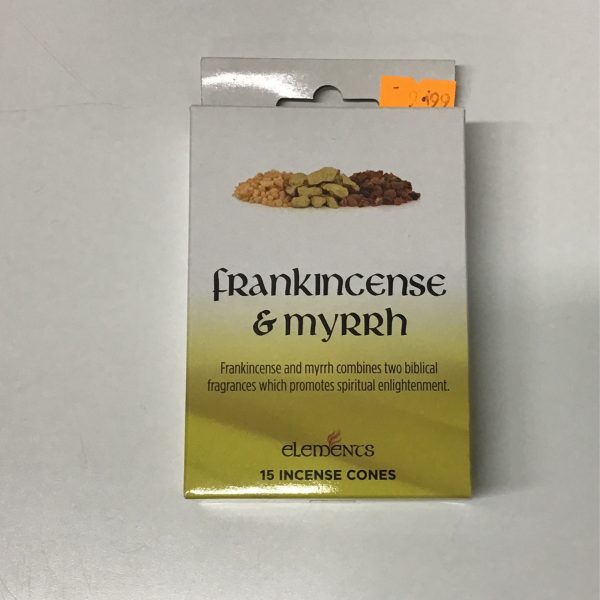 frankincense
& myrrh
Frankincense and myrrh combines two biblical
fragrances which promotes spiritual enlightenment.
elements
15 INCENSE CONES